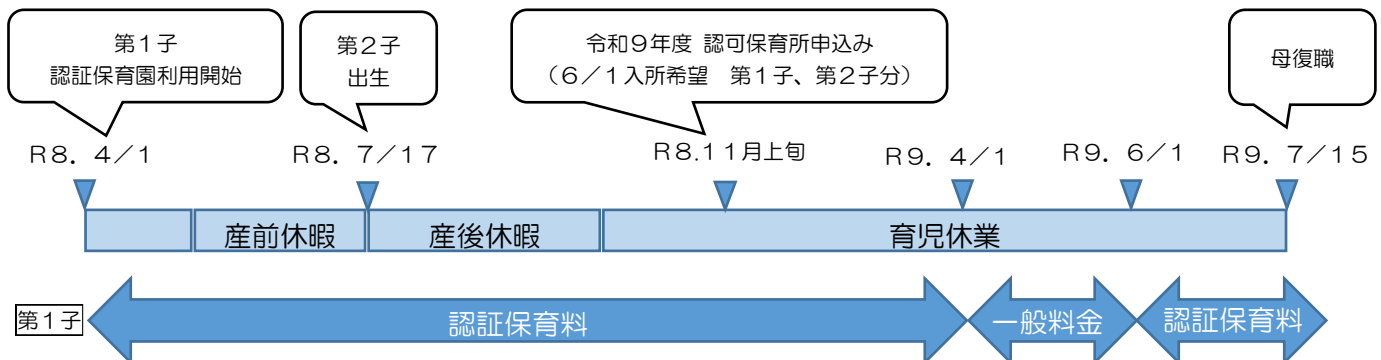 第1子
認証保育園利用開始
第2子
出生
令和9年度 認可保育所申込み
（6／1入所希望　第1子、第2子分）
母復職
R8．4／1
R8．7／17
R8.11月上旬
R9．4／1
R9．6／1
R9．7／15
産前休暇
産後休暇
育児休業
第1子
認証保育料
一般料金
認証保育料